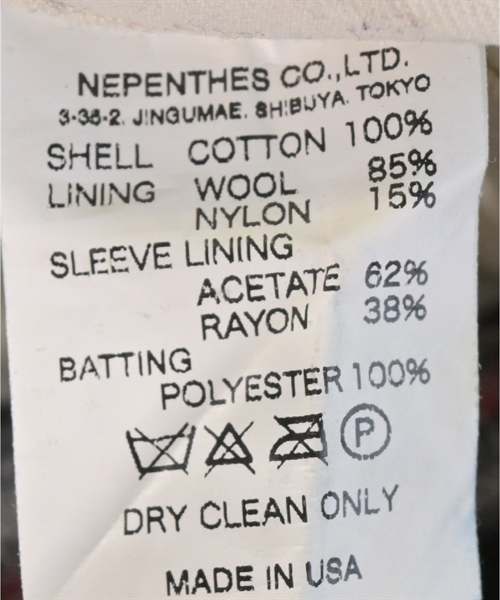 NEPENTHES CO.,LTD.
3-36-2. JINGUMAE. SHIBUYA. TOKYO
SHELL COTTON 100%
LINING WOOL 85%
NYLON 15%
SLEEVE LINING
ACETATE 62%
RAYON 38%
BATTING
POLYESTER 100%
P
DRY CLEAN ONLY
MADE IN USA